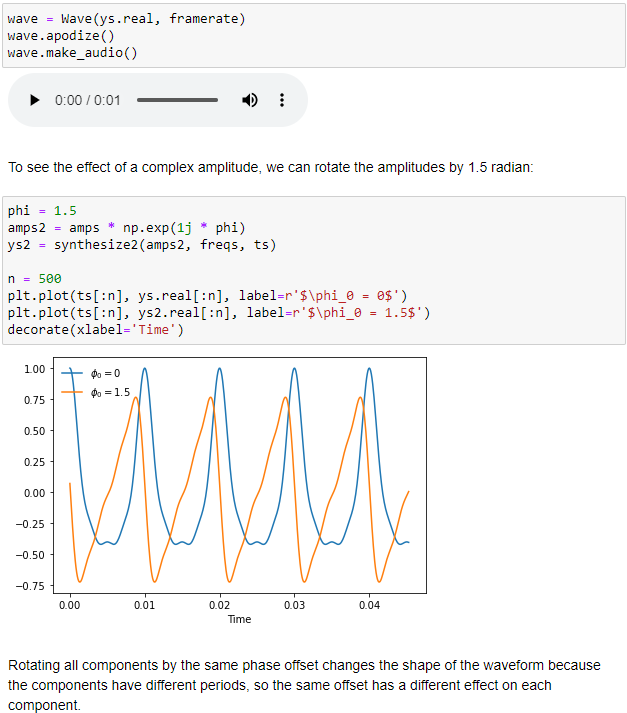 wave = Wave(ys.real, framerate)
wave.apodize()
wave.make_audio()
0:00 / 0:01
To see the effect of a complex amplitude, we can rotate the amplitudes by 1.5 radian:
phi = 1.5
amps2 = amps * np.exp(1j * phi)
ys2 = synthesize2(amps2, freqs, ts)
n = 500
plt.plot(ts[:n], ys.real[:n], label=r'$\phi_0 = 0$')
plt.plot(ts[:n], ys2.real[:n], label=r'$\phi_0 = 1.5$')
decorate(xlabel='Time')
1.00
0.75
0.50
0.25
0.00
−0.25
−0.50
−0.75
ϕ₀ = 0
ϕ₀ = 1.5
0.00 0.01 0.02 0.03 0.04
Time
Rotating all components by the same phase offset changes the shape of the waveform because
the components have different periods, so the same offset has a different effect on each
component.